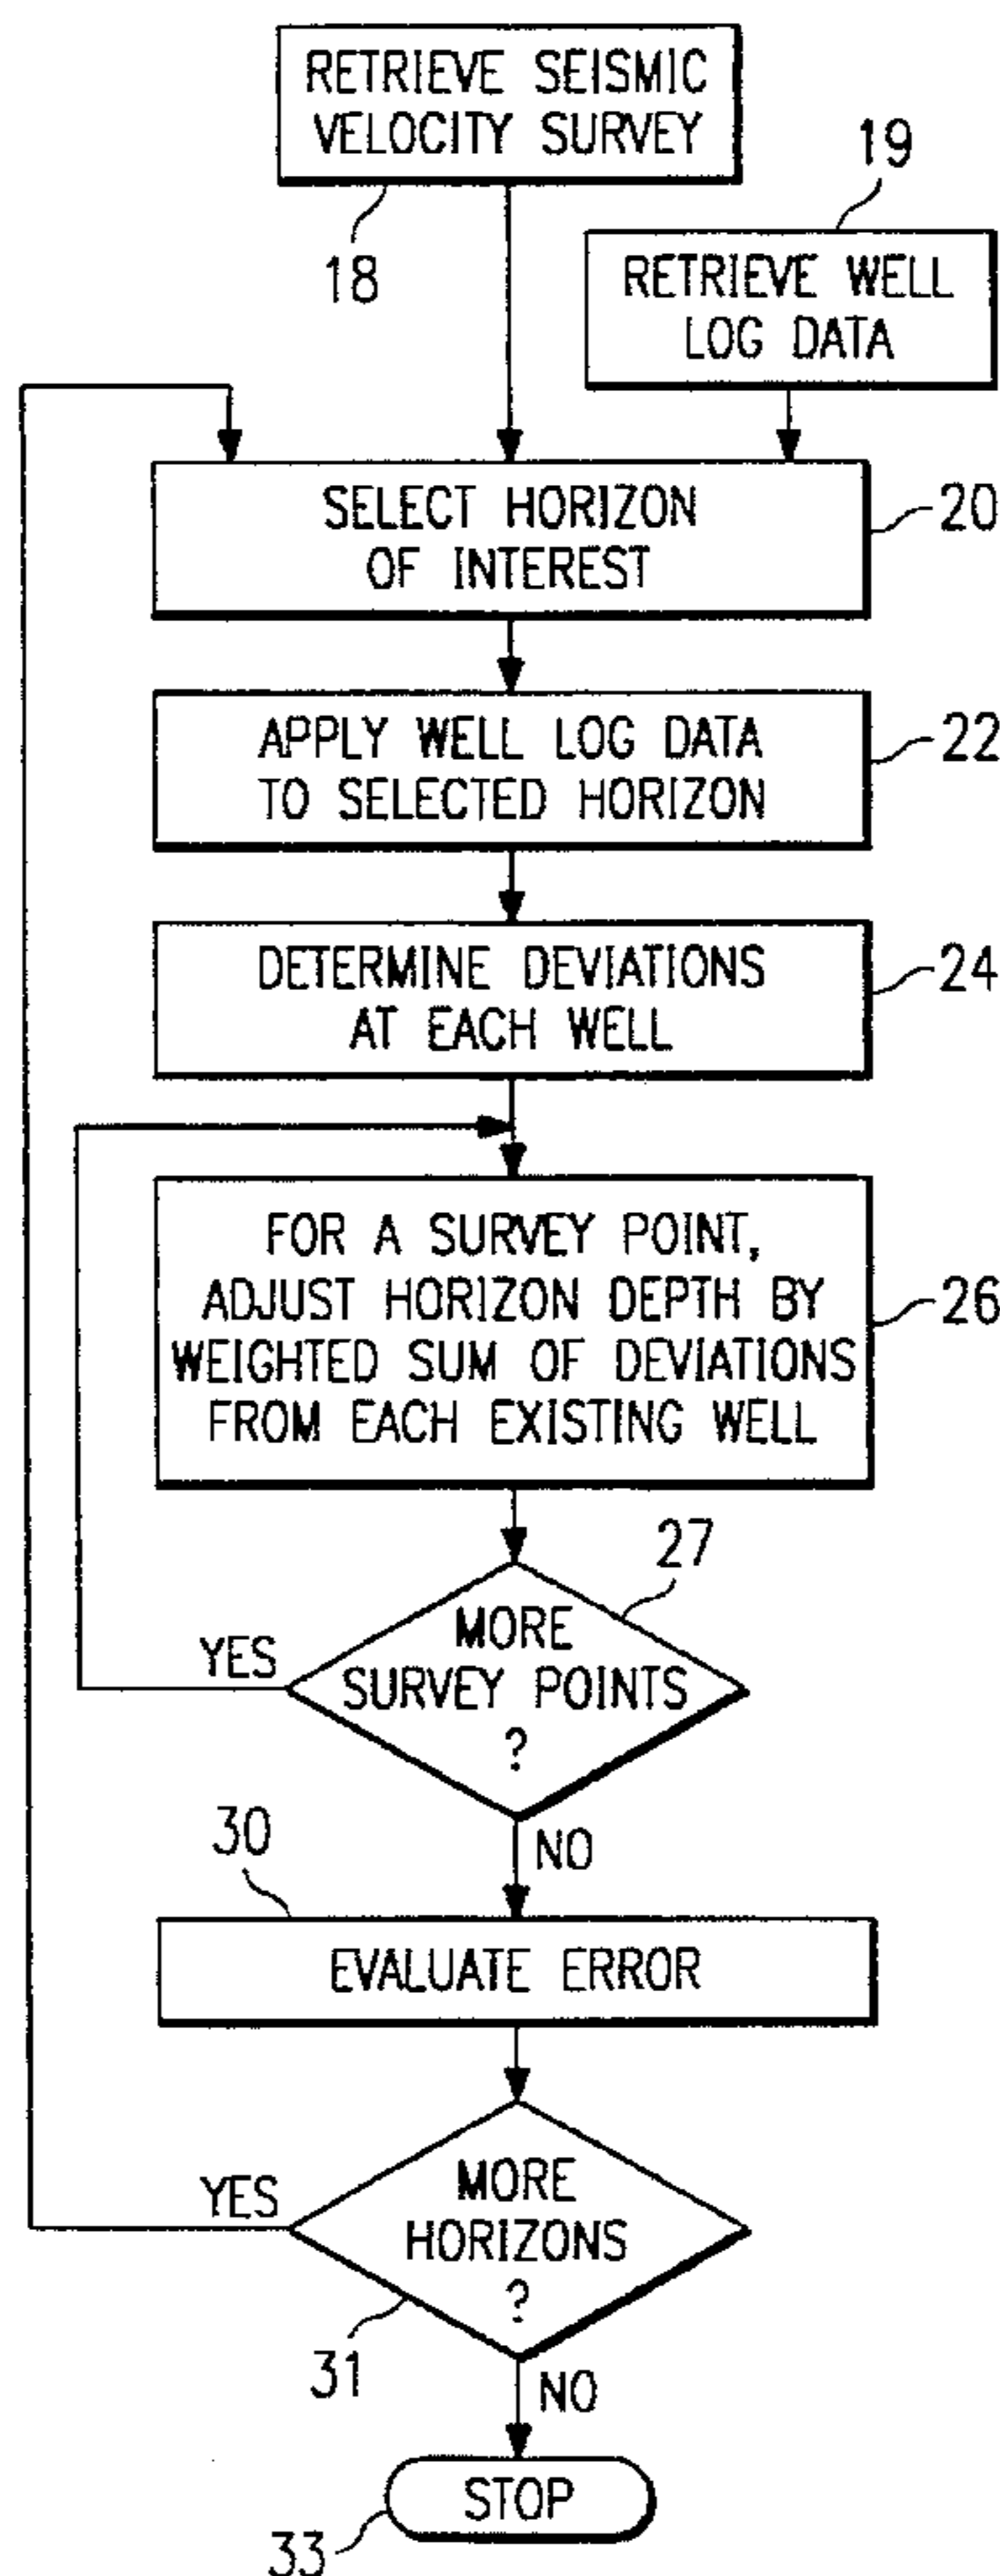 RETRIEVE SEISMIC
VELOCITY SURVEY
18
19
RETRIEVE WELL
LOG DATA
SELECT HORIZON
OF INTEREST
20
APPLY WELL LOG DATA
TO SELECTED HORIZON
22
DETERMINE DEVIATIONS
AT EACH WELL
24
FOR A SURVEY POINT,
ADJUST HORIZON DEPTH BY
WEIGHTED SUM OF DEVIATIONS
FROM EACH EXISTING WELL
26
27
MORE
SURVEY POINTS
?
YES
NO
30
EVALUATE ERROR
MORE
HORIZONS
?
YES
31
NO
STOP
33